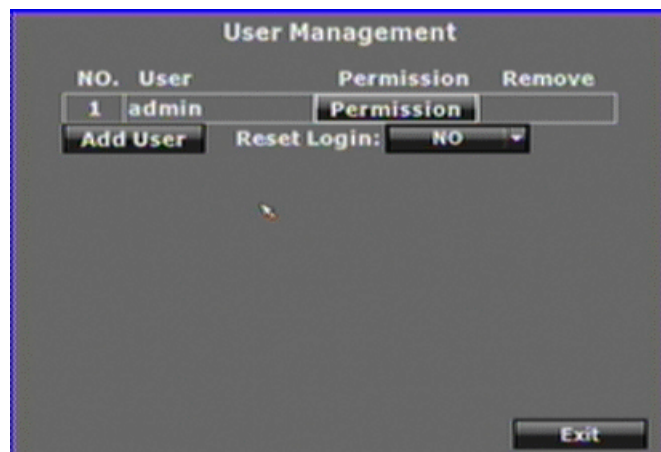 User Management
NO. User Permission Remove
1 admin Permission
Add User Reset Login: NO
Exit